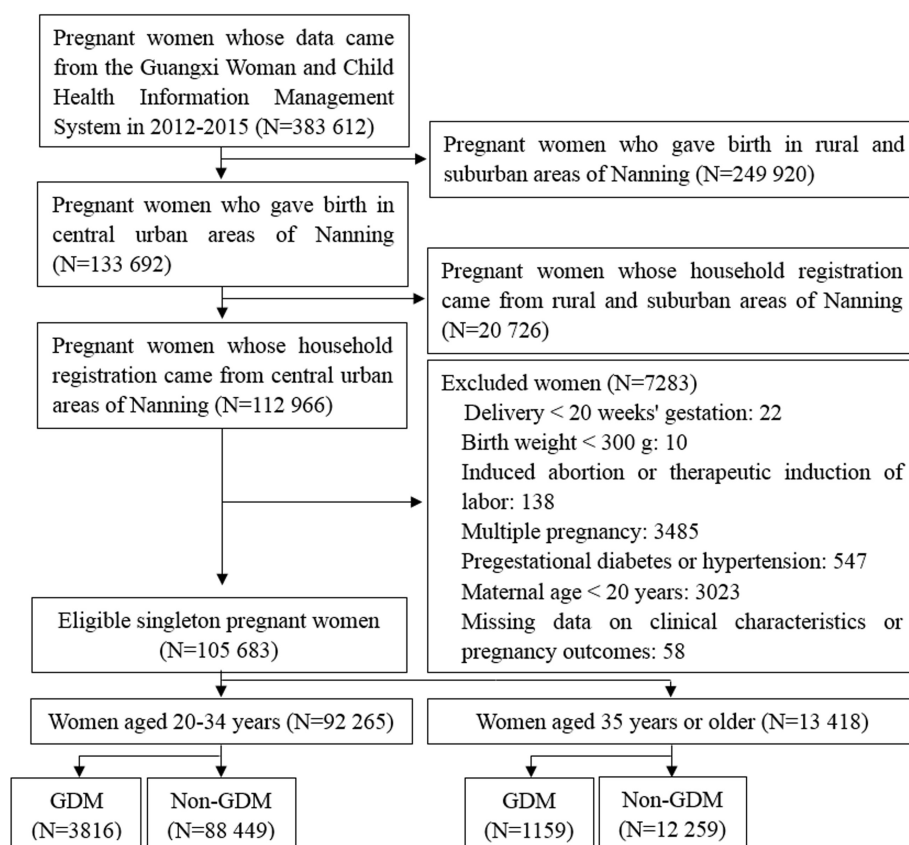 Pregnant women whose data came
from the Guangxi Woman and Child
Health Information Management
System in 2012-2015 (N=383 612)
Pregnant women who gave birth in rural and
suburban areas of Nanning (N=249 920)
Pregnant women who gave birth in
central urban areas of Nanning
(N=133 692)
Pregnant women whose household registration
came from rural and suburban areas of Nanning
(N=20 726)
Pregnant women whose household
registration came from central urban
areas of Nanning (N=112 966)
Excluded women (N=7283)
Delivery < 20 weeks' gestation: 22
Birth weight < 300 g: 10
Induced abortion or therapeutic induction of
labor: 138
Multiple pregnancy: 3485
Pregestational diabetes or hypertension: 547
Maternal age < 20 years: 3023
Missing data on clinical characteristics or
pregnancy outcomes: 58
Eligible singleton pregnant women
(N=105 683)
Women aged 20-34 years (N=92 265)
Women aged 35 years or older (N=13 418)
GDM
(N=3816)
Non-GDM
(N=88 449)
GDM
(N=1159)
Non-GDM
(N=12 259)